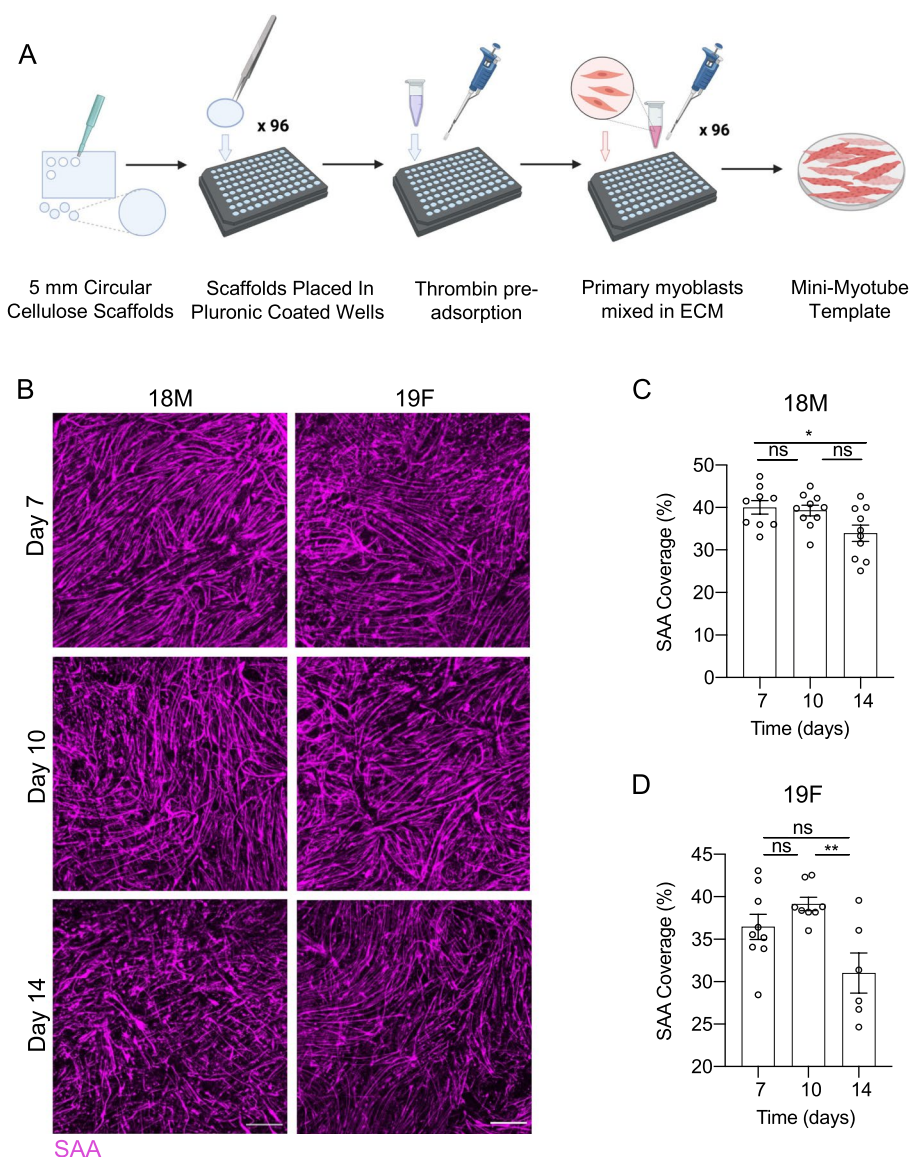 A
x 96
x 96
5 mm Circular
Cellulose Scaffolds
Scaffolds Placed In
Pluronic Coated Wells
Thrombin pre-
adsorption
Primary myoblasts
mixed in ECM
Mini-Myotube
Template
B
18M
19F
Day 7
Day 10
Day 14
SAA
C
18M
*
ns
ns
SAA Coverage (%)
50
40
30
20
10
0
7
10
14
Time (days)
D
19F
ns
ns
**
SAA Coverage (%)
45
40
35
30
25
20
7
10
14
Time (days)